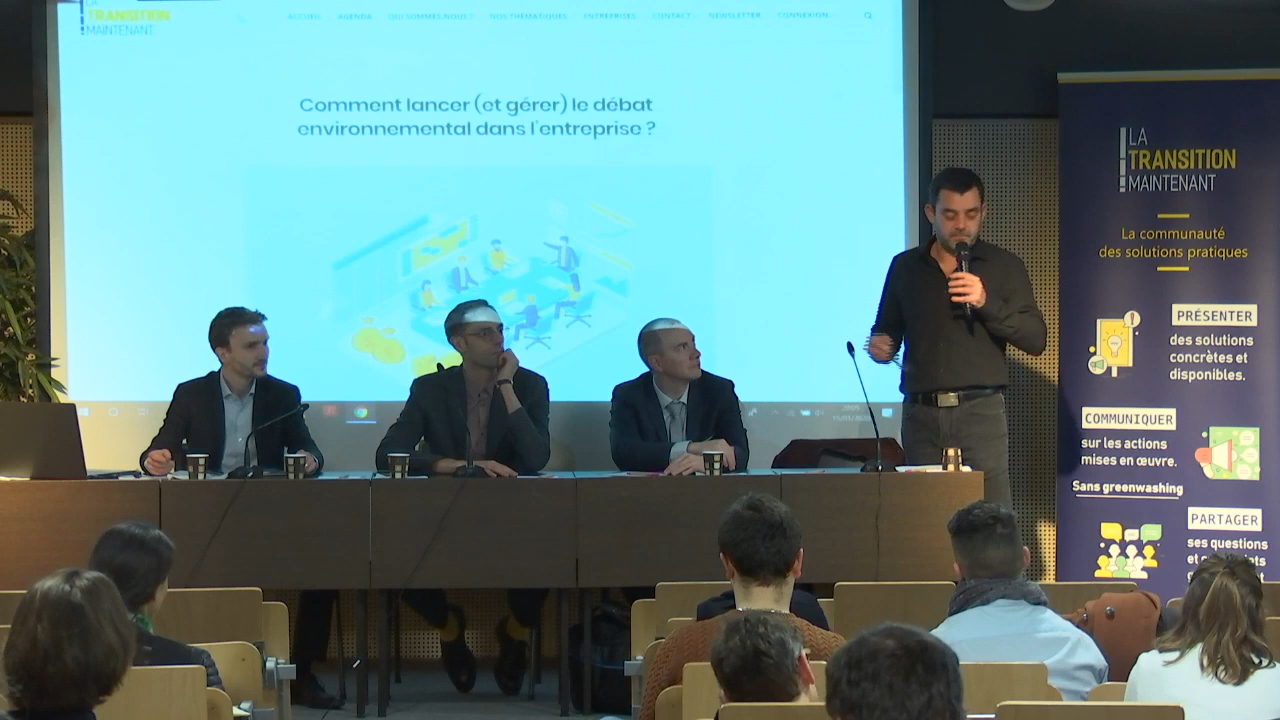 LA
TRANSITION
MAINTENANT
ACCUEIL AGENDA QUI SOMMES-NOUS ? NOS THÉMATIQUES ENTREPRISES CONTACT NEWSLETTER CONNEXION
Comment lancer (et gérer) le débat
environnemental dans l'entreprise ?
LA
TRANSITION
MAINTENANT
La communauté
des solutions pratiques
PRÉSENTER
des solutions
concrètes et
disponibles.
COMMUNIQUER
sur les actions
mises en œuvre.
Sans greenwashing
PARTAGER
ses questions